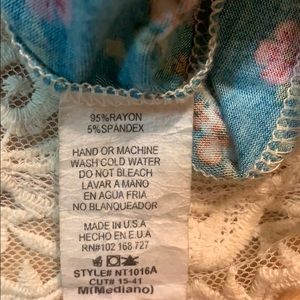 95%RAYON
5%SPANDEX
HAND OR MACHINE
WASH COLD WATER
DO NOT BLEACH
LAVAR A MANO
EN AGUA FRIA
NO BLANQUEADOR
MADE IN U.S.A
HECHO EN E.U.A
RN#102 168 727
STYLE# NT1016A
CUT# 15-41
M(Mediano)